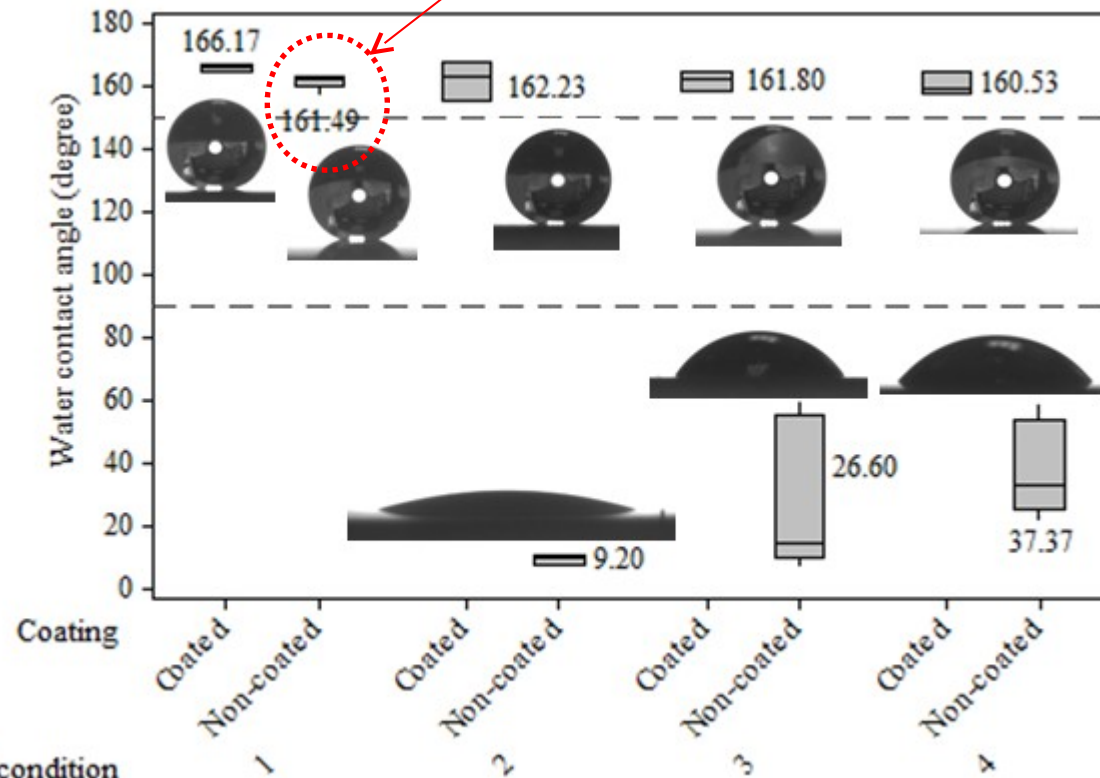 Water contact angle (degree)
180
160
140
120
100
80
60
40
20
0
166.17
161.49
162.23
161.80
160.53
9.20
26.60
37.37
Coating
Coated
Non-coated
Coated
Non-coated
Coated
Non-coated
Coated
Non-coated
condition
1
2
3
4